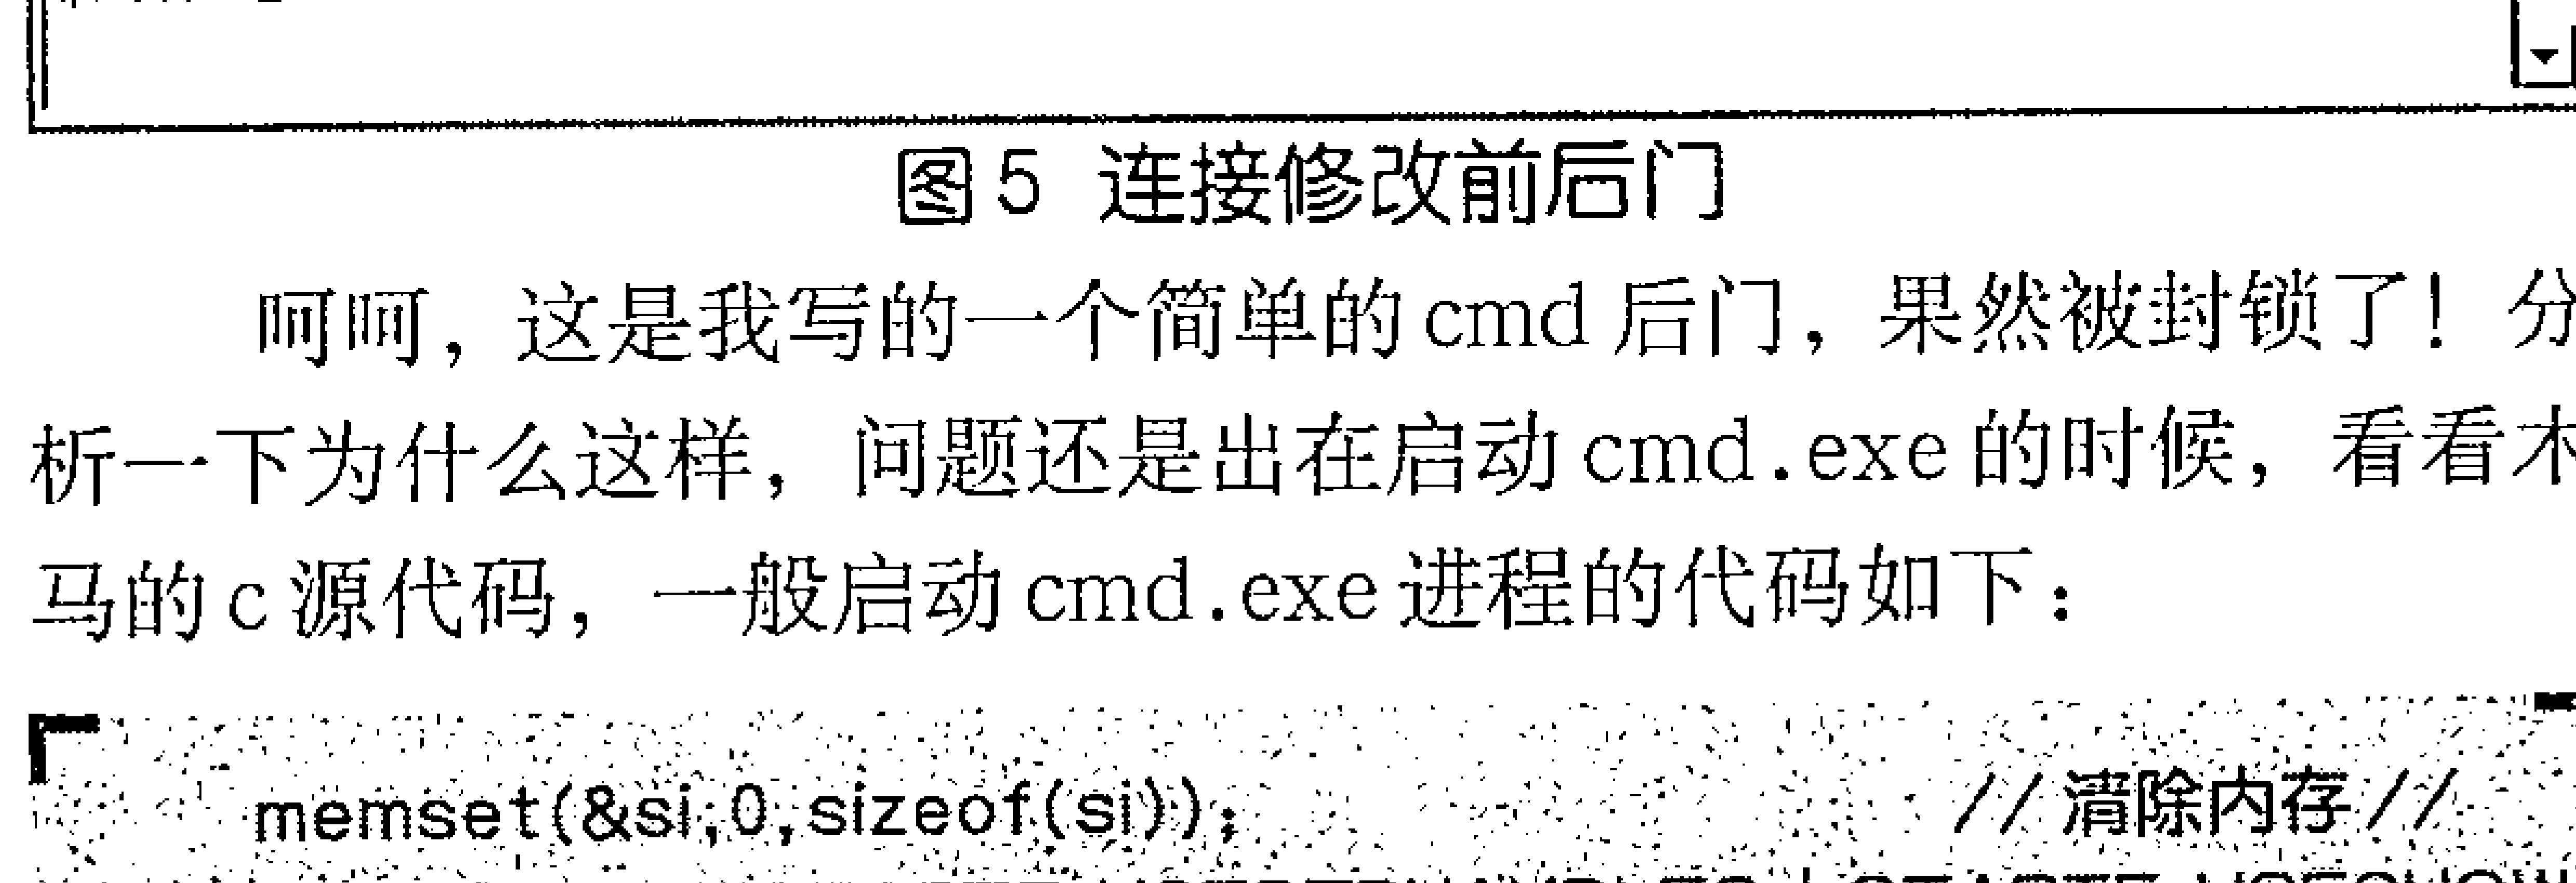 图5 连接修改前后门
呵呵，这是我写的一个简单的cmd后门，果然被封锁了！分
析一下为什么这样，问题还是出在启动cmd.exe的时候，看看木
马的c源代码，一般启动cmd.exe进程的代码如下：
memset(&si,0,sizeof(si)); //清除内存//